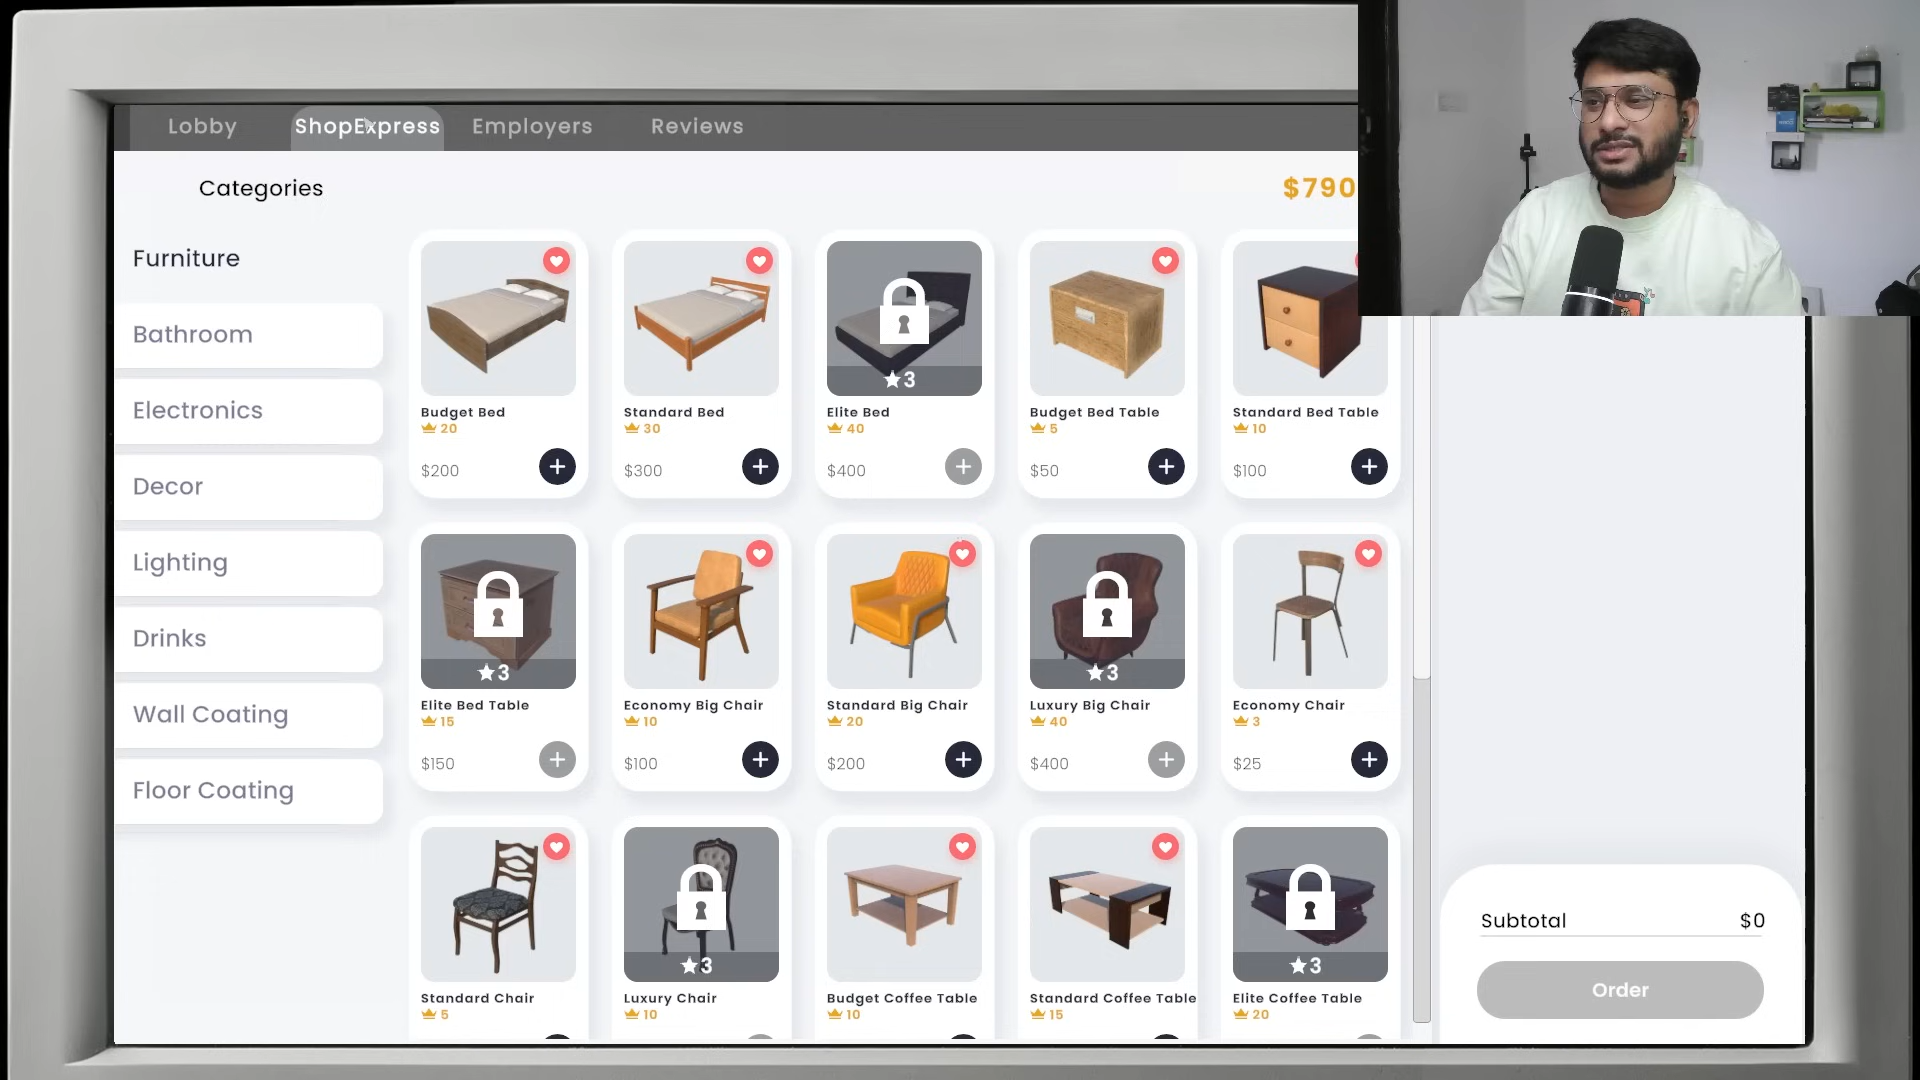 Lobby ShopExpress Employers Reviews
Categories
$790
Furniture
Bathroom
Electronics
Decor
Lighting
Drinks
Wall Coating
Floor Coating
Budget Bed
20
$200
Standard Bed
30
$300
3
Elite Bed
40
$400
Budget Bed Table
5
$50
Standard Bed Table
10
$100
3
Elite Bed Table
15
$150
Economy Big Chair
10
$100
Standard Big Chair
20
$200
3
Luxury Big Chair
40
$400
Economy Chair
3
$25
Standard Chair
5
3
Luxury Chair
10
Budget Coffee Table
10
Standard Coffee Table
15
3
Elite Coffee Table
20
Subtotal $0
Order